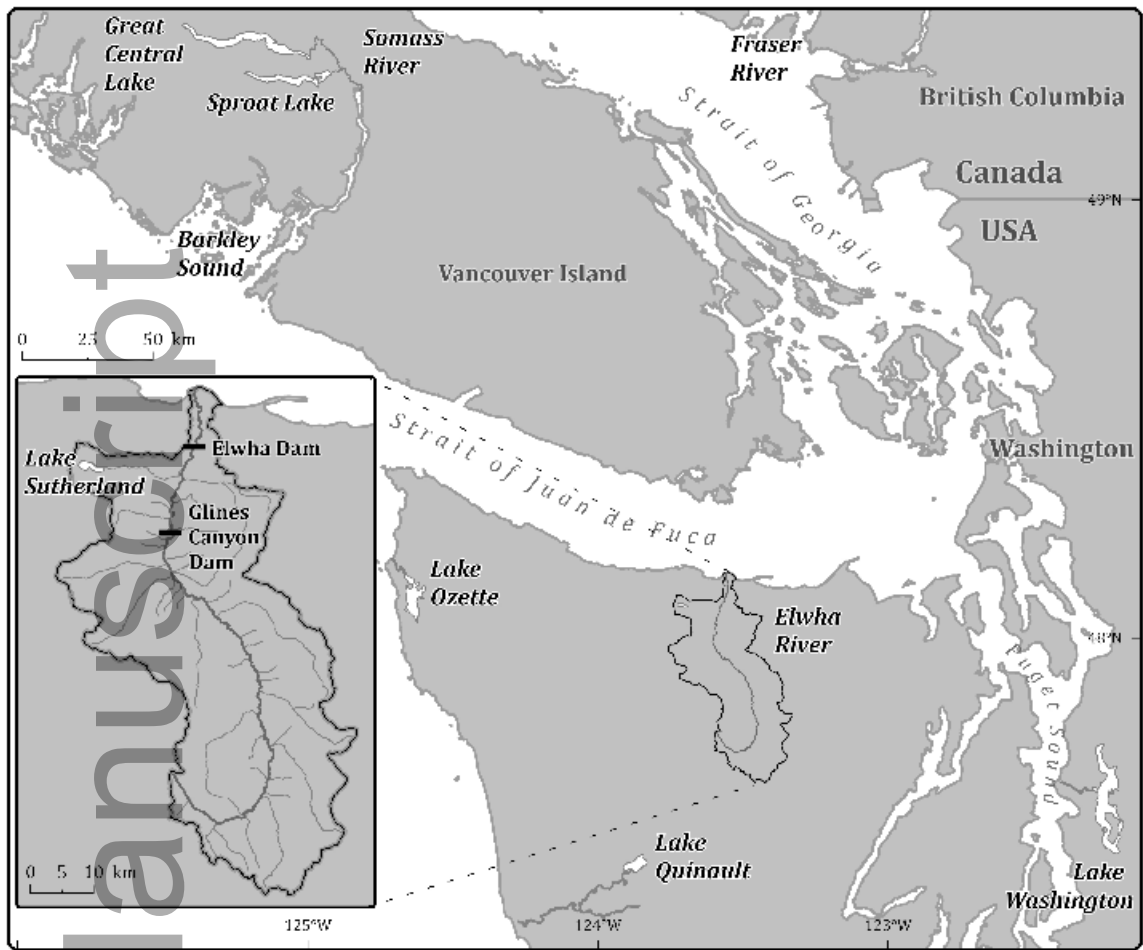 Great
Central
Lake
Somass
River
Fraser
River
Sproat Lake
British Columbia
Strait of Georgia
Canada
49°N
USA
Barkley
Sound
Vancouver Island
0 25 50 km
Strait of Juan de Fuca
Washington
Elwha Dam
Lake
Sutherland
Glines
Canyon
Dam
Lake
Ozette
Elwha
River
48°N
Puget Sound
Lake
Quinault
Lake
Washington
0 5 10 km
125°W
124°W
123°W
anuscript